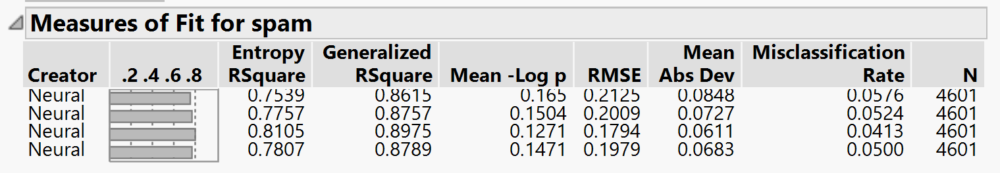 Measures of Fit for spam
Entropy Generalized Mean Misclassification
Creator .2 .4 .6 .8 RSquare RSquare Mean -Log p RMSE Abs Dev Rate N
Neural 0.7539 0.8615 0.165 0.2125 0.0848 0.0576 4601
Neural 0.7757 0.8757 0.1504 0.2009 0.0727 0.0524 4601
Neural 0.8105 0.8975 0.1271 0.1794 0.0611 0.0413 4601
Neural 0.7807 0.8789 0.1471 0.1979 0.0683 0.0500 4601